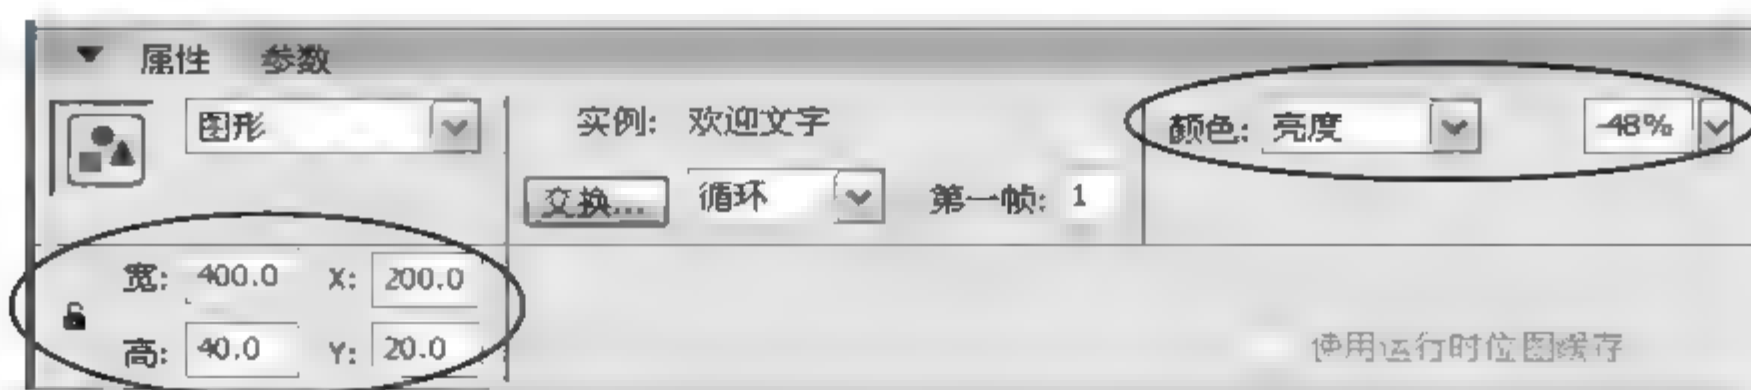 属性 参数
图形 实例: 欢迎文字 颜色: 亮度 -48%
交换... 循环 第一帧: 1
宽: 400.0 X: 200.0
高: 40.0 Y: 20.0
使用运行时位图缓存